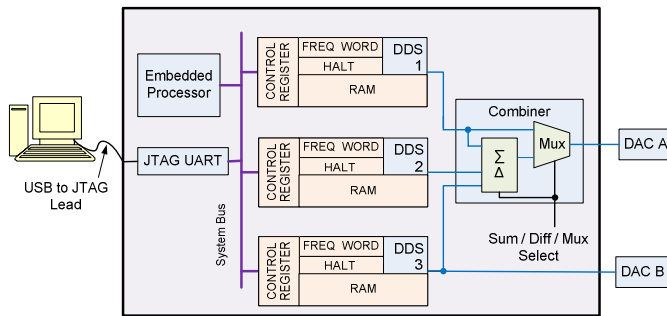 Embedded
Processor
JTAG UART
USB to JTAG
Lead
System Bus
CONTROL
REGISTER
FREQ WORD
HALT
RAM
DDS
1
CONTROL
REGISTER
FREQ WORD
HALT
RAM
DDS
2
CONTROL
REGISTER
FREQ WORD
HALT
RAM
DDS
3
Combiner
Σ
Δ
Mux
Sum / Diff / Mux
Select
DAC A
DAC B